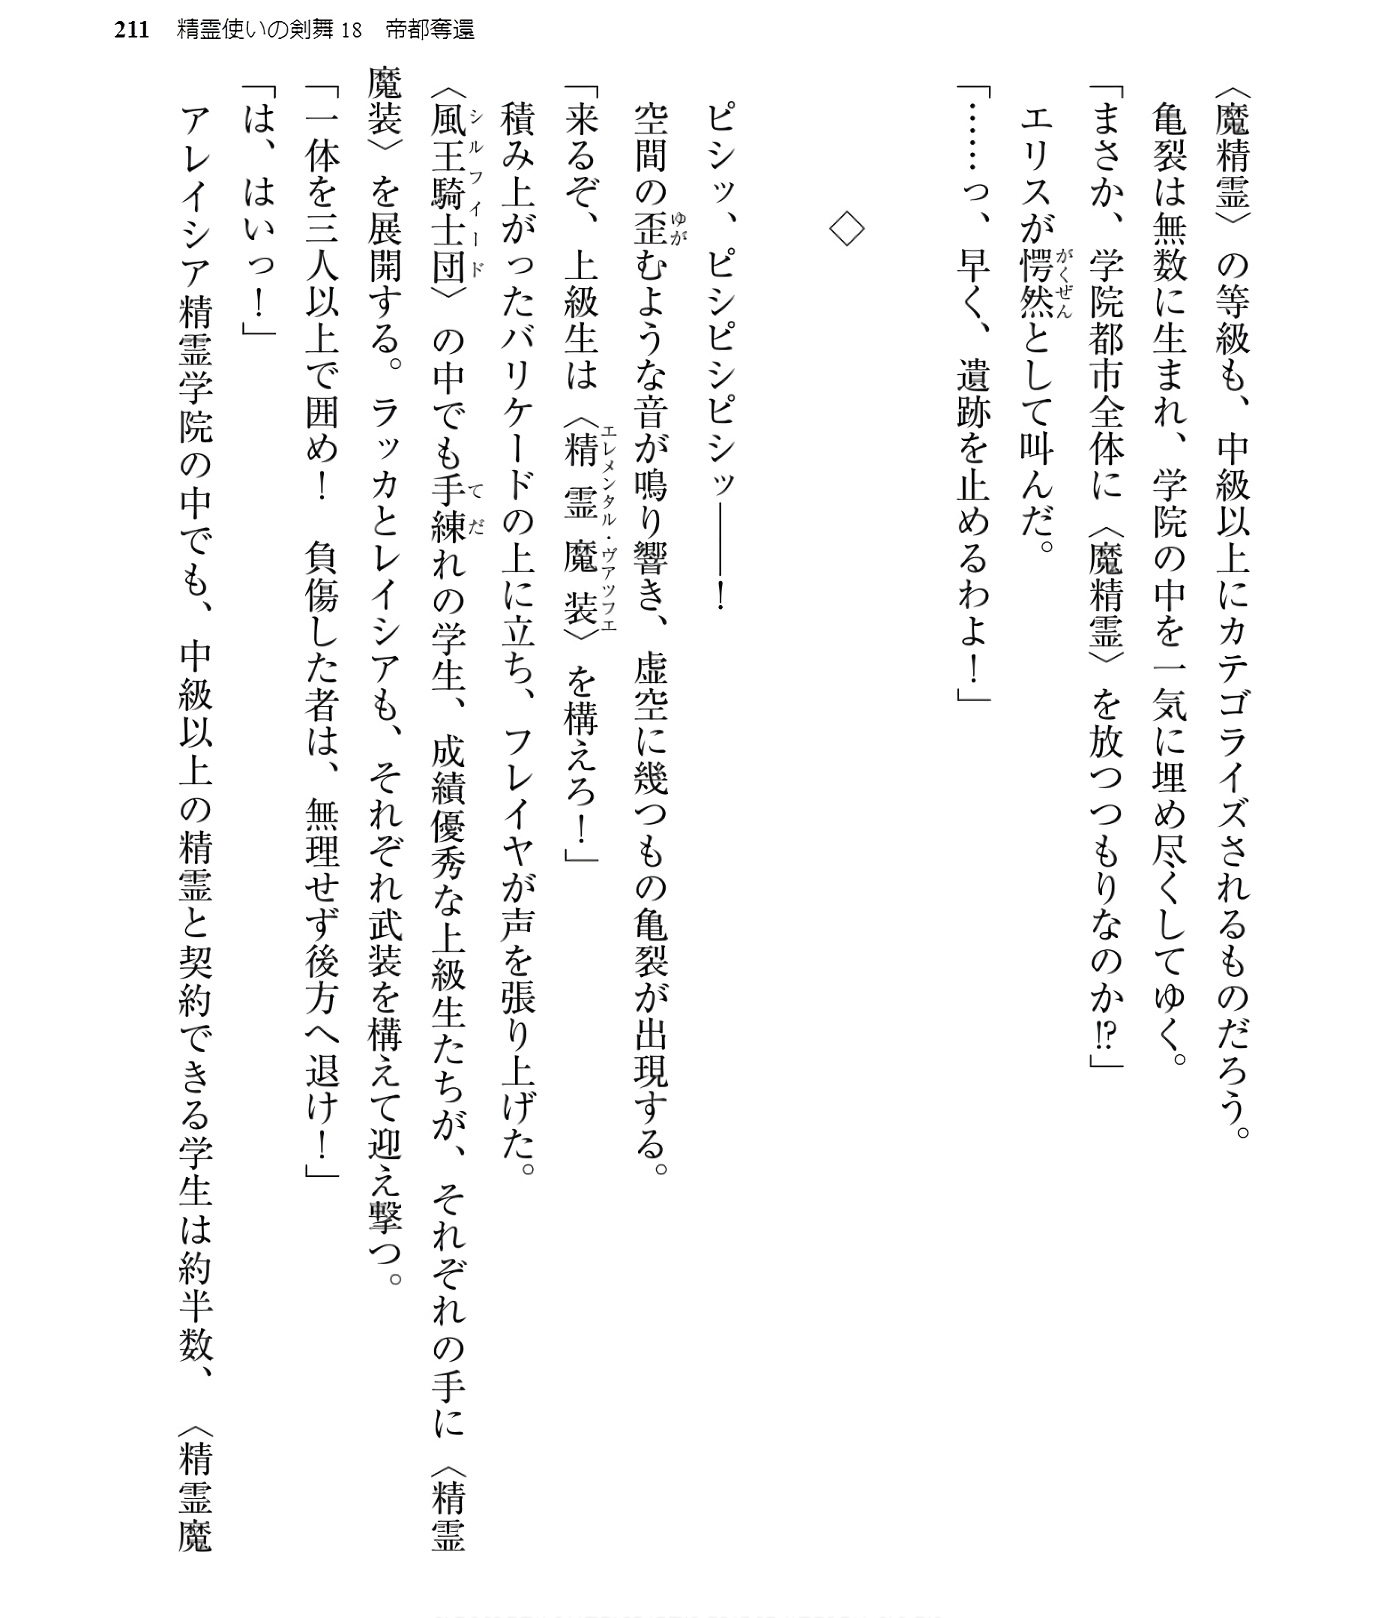 211 精霊使いの剣舞18 帝都奪還
〈魔精霊〉の等級も、中級以上にカテゴライズされるものだろう。
亀裂は無数に生まれ、学院の中を一気に埋め尽くしてゆく。
「まさか、学院都市全体に〈魔精霊〉を放つつもりなのか⁉」
エリスが愕然として叫んだ。
がくぜん
「……っ、早く、遺跡を止めるわよ！」
◇
ピシッ、ピシピシピシッ――！
空間の歪むような音が鳴り響き、虚空に幾つもの亀裂が出現する。
ゆが
「来るぞ、上級生は〈精霊魔装〉を構えろ！」
エレメンタル・ヴァッフェ
積み上がったバリケードの上に立ち、フレイヤが声を張り上げた。
〈風王騎士団〉の中でも手練れの学生、成績優秀な上級生たちが、それぞれの手に〈精霊
シルフィード
てだ
魔装〉を展開する。ラッカとレイシアも、それぞれ武装を構えて迎え撃つ。
「一体を三人以上で囲め！　負傷した者は、無理せず後方へ退け！」
「は、はいっ！」
アレイシア精霊学院の中でも、中級以上の精霊と契約できる学生は約半数、〈精霊魔